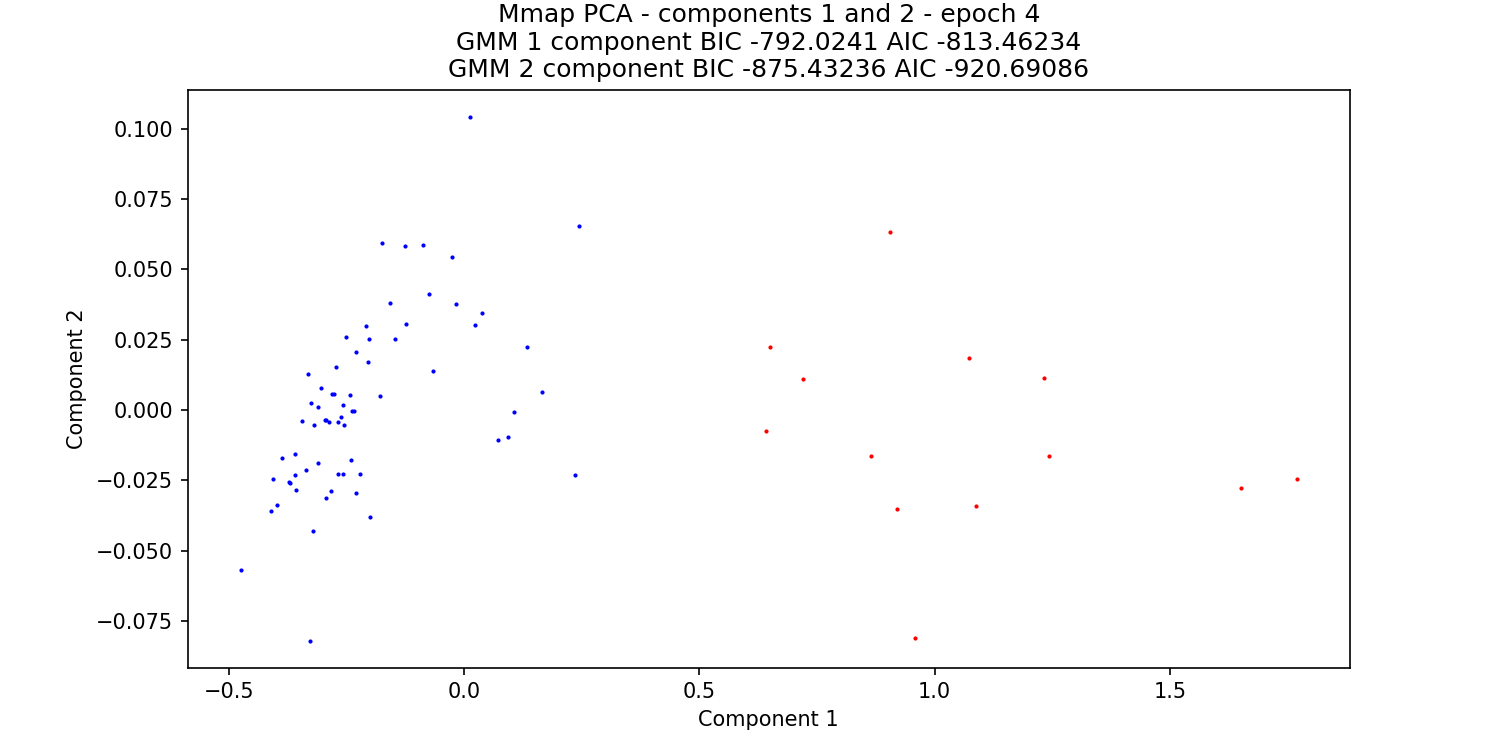 Mmap PCA - components 1 and 2 - epoch 4
GMM 1 component BIC -792.0241 AIC -813.46234
GMM 2 component BIC -875.43236 AIC -920.69086
0.100
0.075
0.050
0.025
0.000
−0.025
−0.050
−0.075
Component 2
−0.5
0.0
0.5
1.0
1.5
Component 1